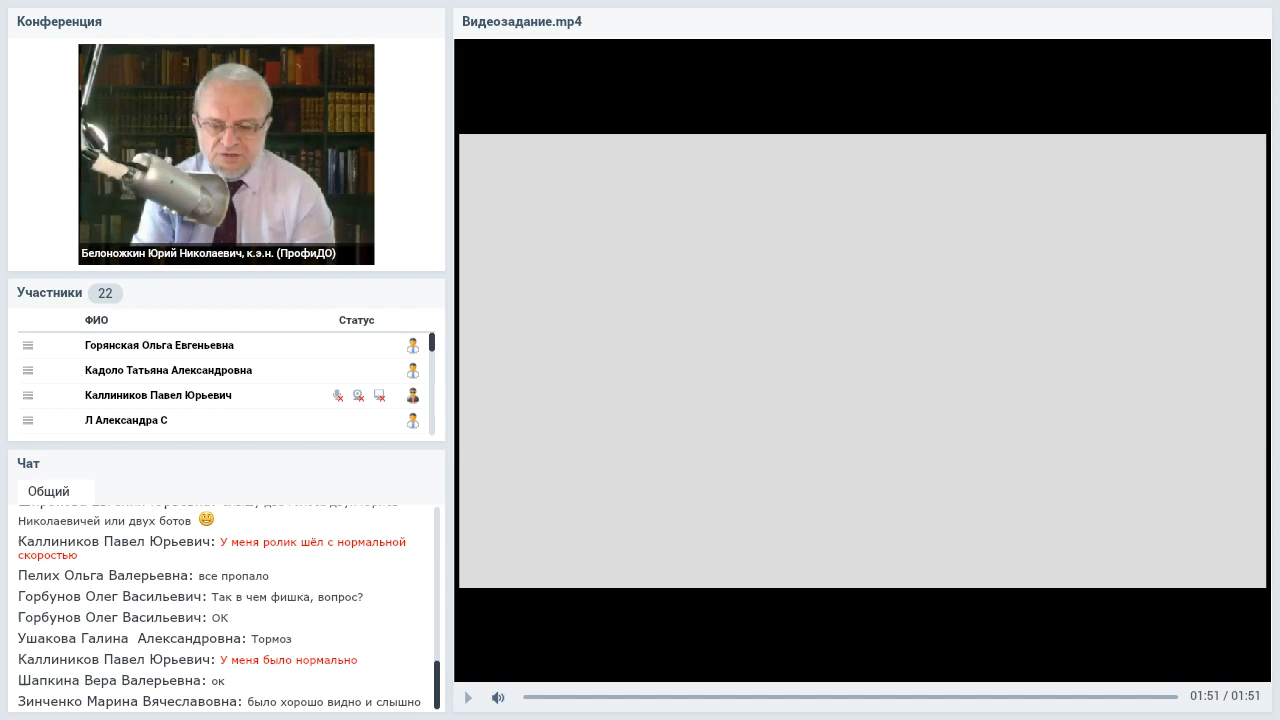 Конференция
Белоножкин Юрий Николаевич, к.э.н. (ПрофиДО)
Участники 22
ФИО Статус
Горянская Ольга Евгеньевна
Кадоло Татьяна Александровна
Каллиников Павел Юрьевич
Л Александра С
Чат
Общий
Николаевичей или двух ботов
Каллиников Павел Юрьевич: У меня ролик шёл с нормальной
скоростью
Пелих Ольга Валерьевна: все пропало
Горбунов Олег Васильевич: Так в чем фишка, вопрос?
Горбунов Олег Васильевич: ОК
Ушакова Галина Александровна: Тормоз
Каллиников Павел Юрьевич: У меня было нормально
Шапкина Вера Валерьевна: ок
Зинченко Марина Вячеславовна: было хорошо видно и слышно
Видеозадание.mp4
01:51 / 01:51